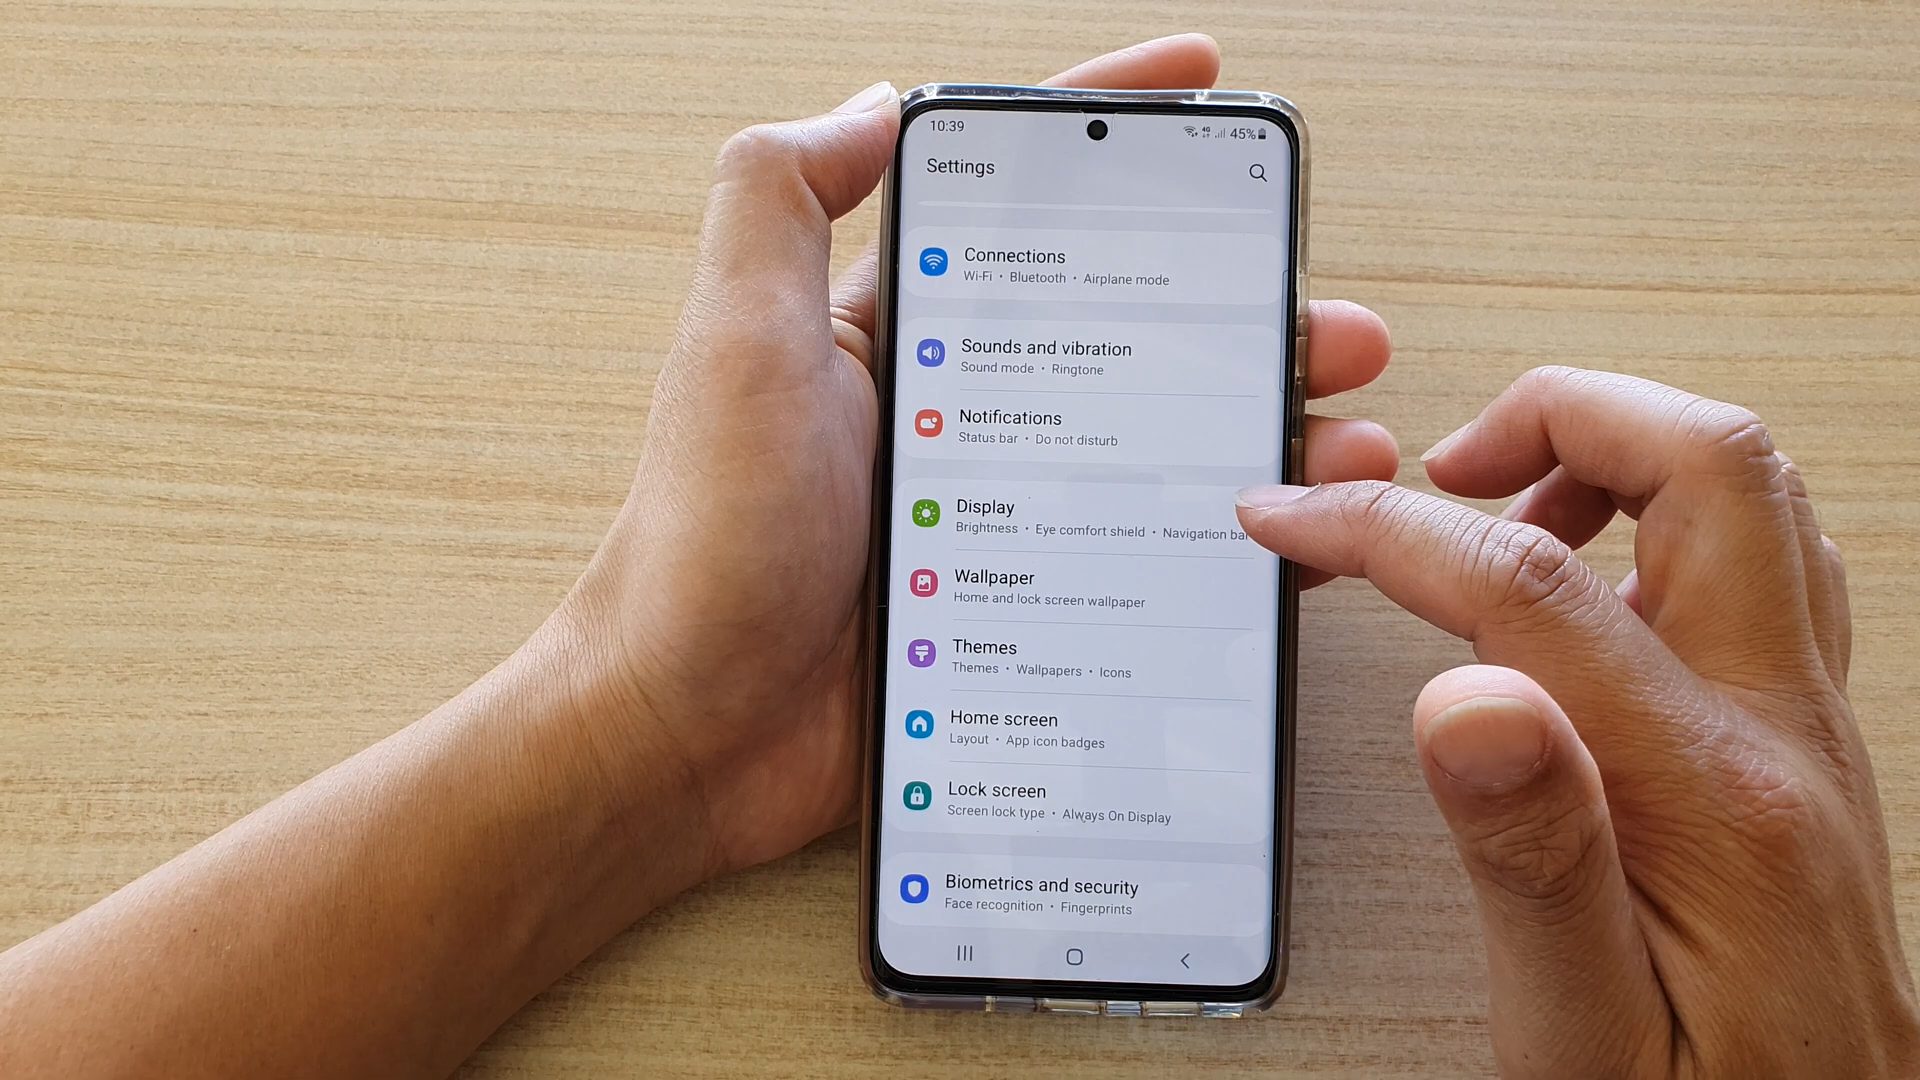 10:39
4G
45%
Settings
Connections
Wi-Fi • Bluetooth • Airplane mode
Sounds and vibration
Sound mode • Ringtone
Notifications
Status bar • Do not disturb
Display
Brightness • Eye comfort shield • Navigation bar
Wallpaper
Home and lock screen wallpaper
Themes
Themes • Wallpapers • Icons
Home screen
Layout • App icon badges
Lock screen
Screen lock type • Always On Display
Biometrics and security
Face recognition • Fingerprints